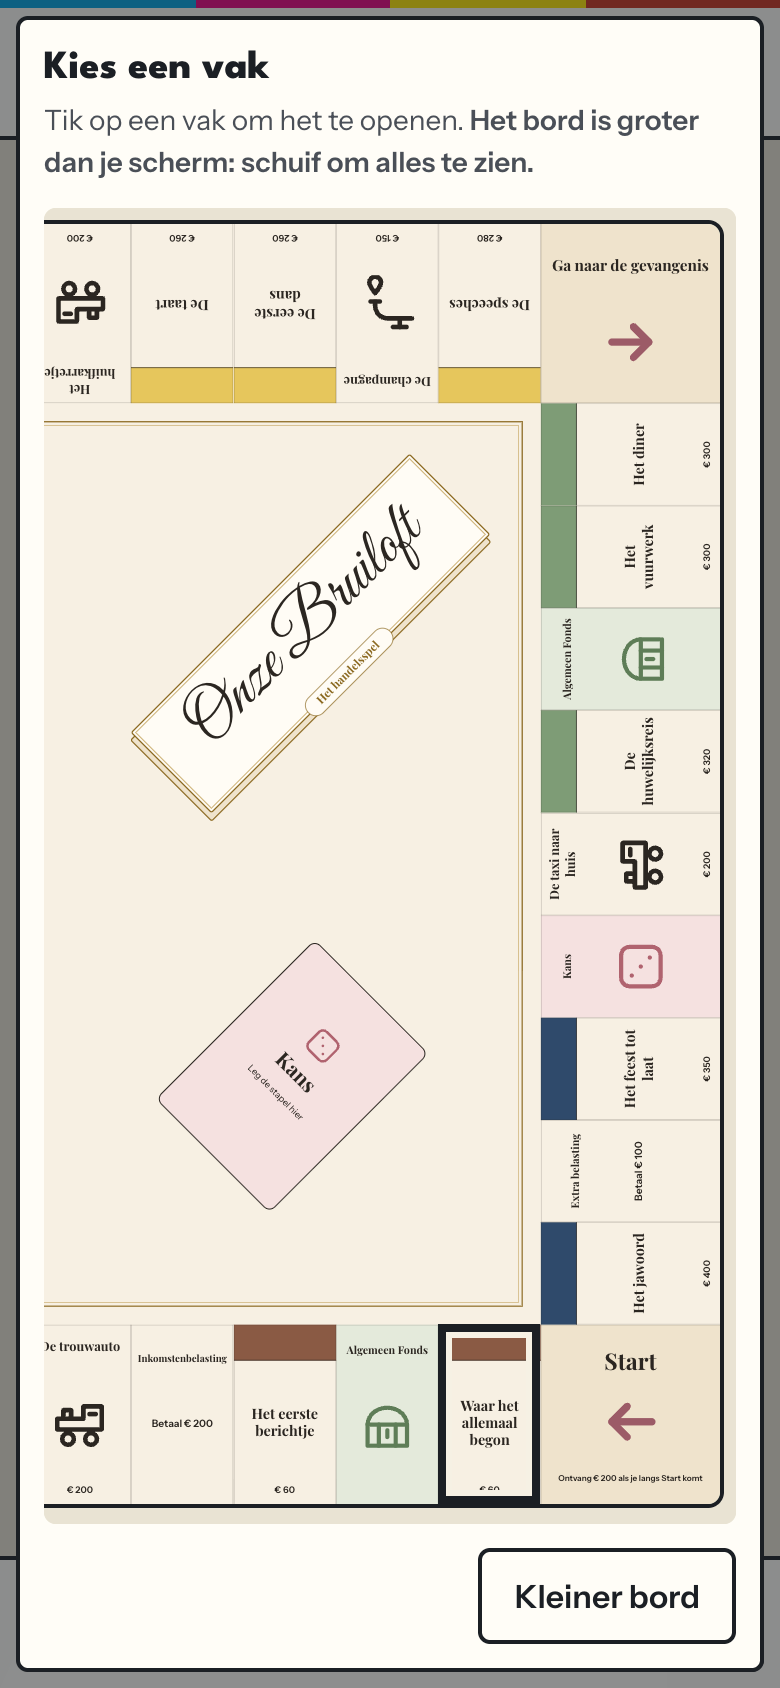 Kies een vak
Tik op een vak om het te openen. Het bord is groter
dan je scherm: schuif om alles te zien.
€ 200
Het
huifkarretje
€ 260
De taart
€ 260
De eerste
dans
€ 150
De champagne
€ 280
De speeches
Ga naar de gevangenis
Het diner
€ 300
Het
vuurwerk
€ 300
Algemeen Fonds
De
huwelijksreis
€ 320
De taxi naar
huis
€ 200
Kans
Het feest tot
laat
€ 350
Extra belasting
Betaal € 100
Het jawoord
€ 400
Onze Bruiloft
Het handelsspel
Kans
Leg de stapel hier
De trouwauto
€ 200
Inkomstenbelasting
Betaal € 200
Het eerste
berichtje
€ 60
Algemeen Fonds
Waar het
allemaal
begon
€ 60
Start
Ontvang € 200 als je langs Start komt
Kleiner bord